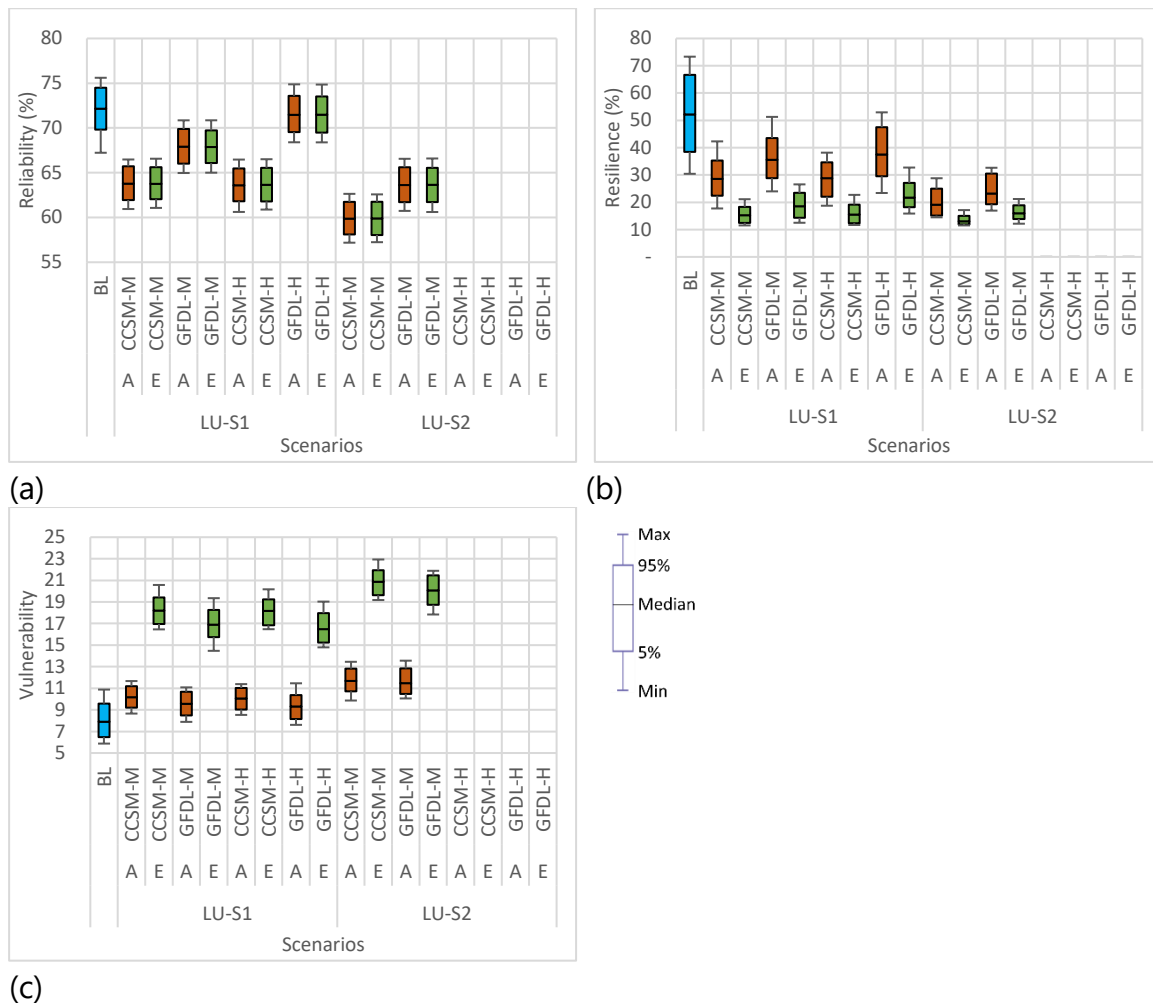 80
75
70
65
60
55
Reliability (%)
BL
CCSM-M
CCSM-M
GFDL-M
GFDL-M
CCSM-H
CCSM-H
GFDL-H
GFDL-H
CCSM-M
CCSM-M
GFDL-M
GFDL-M
CCSM-H
CCSM-H
GFDL-H
GFDL-H
A E A E A E A E A E A E A E A E
LU-S1 LU-S2
Scenarios
(a)
80
70
60
50
40
30
20
10
-
Resilience (%)
BL
CCSM-M
CCSM-M
GFDL-M
GFDL-M
CCSM-H
CCSM-H
GFDL-H
GFDL-H
CCSM-M
CCSM-M
GFDL-M
GFDL-M
CCSM-H
CCSM-H
GFDL-H
GFDL-H
A E A E A E A E A E A E A E A E
LU-S1 LU-S2
Scenarios
(b)
25
23
21
19
17
15
13
11
9
7
5
Vulnerability
BL
CCSM-M
CCSM-M
GFDL-M
GFDL-M
CCSM-H
CCSM-H
GFDL-H
GFDL-H
CCSM-M
CCSM-M
GFDL-M
GFDL-M
CCSM-H
CCSM-H
GFDL-H
GFDL-H
A E A E A E A E A E A E A E A E
LU-S1 LU-S2
Scenarios
(c)
Max
95%
Median
5%
Min